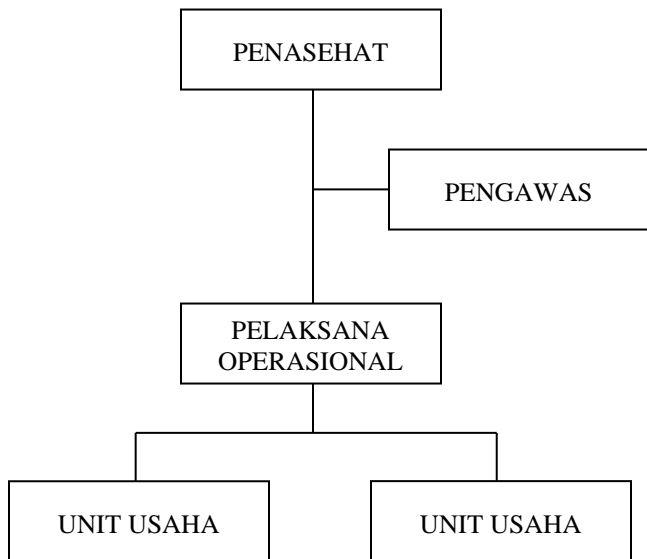 PENASEHAT
PENGAWAS
PELAKSANA
OPERASIONAL
UNIT USAHA
UNIT USAHA